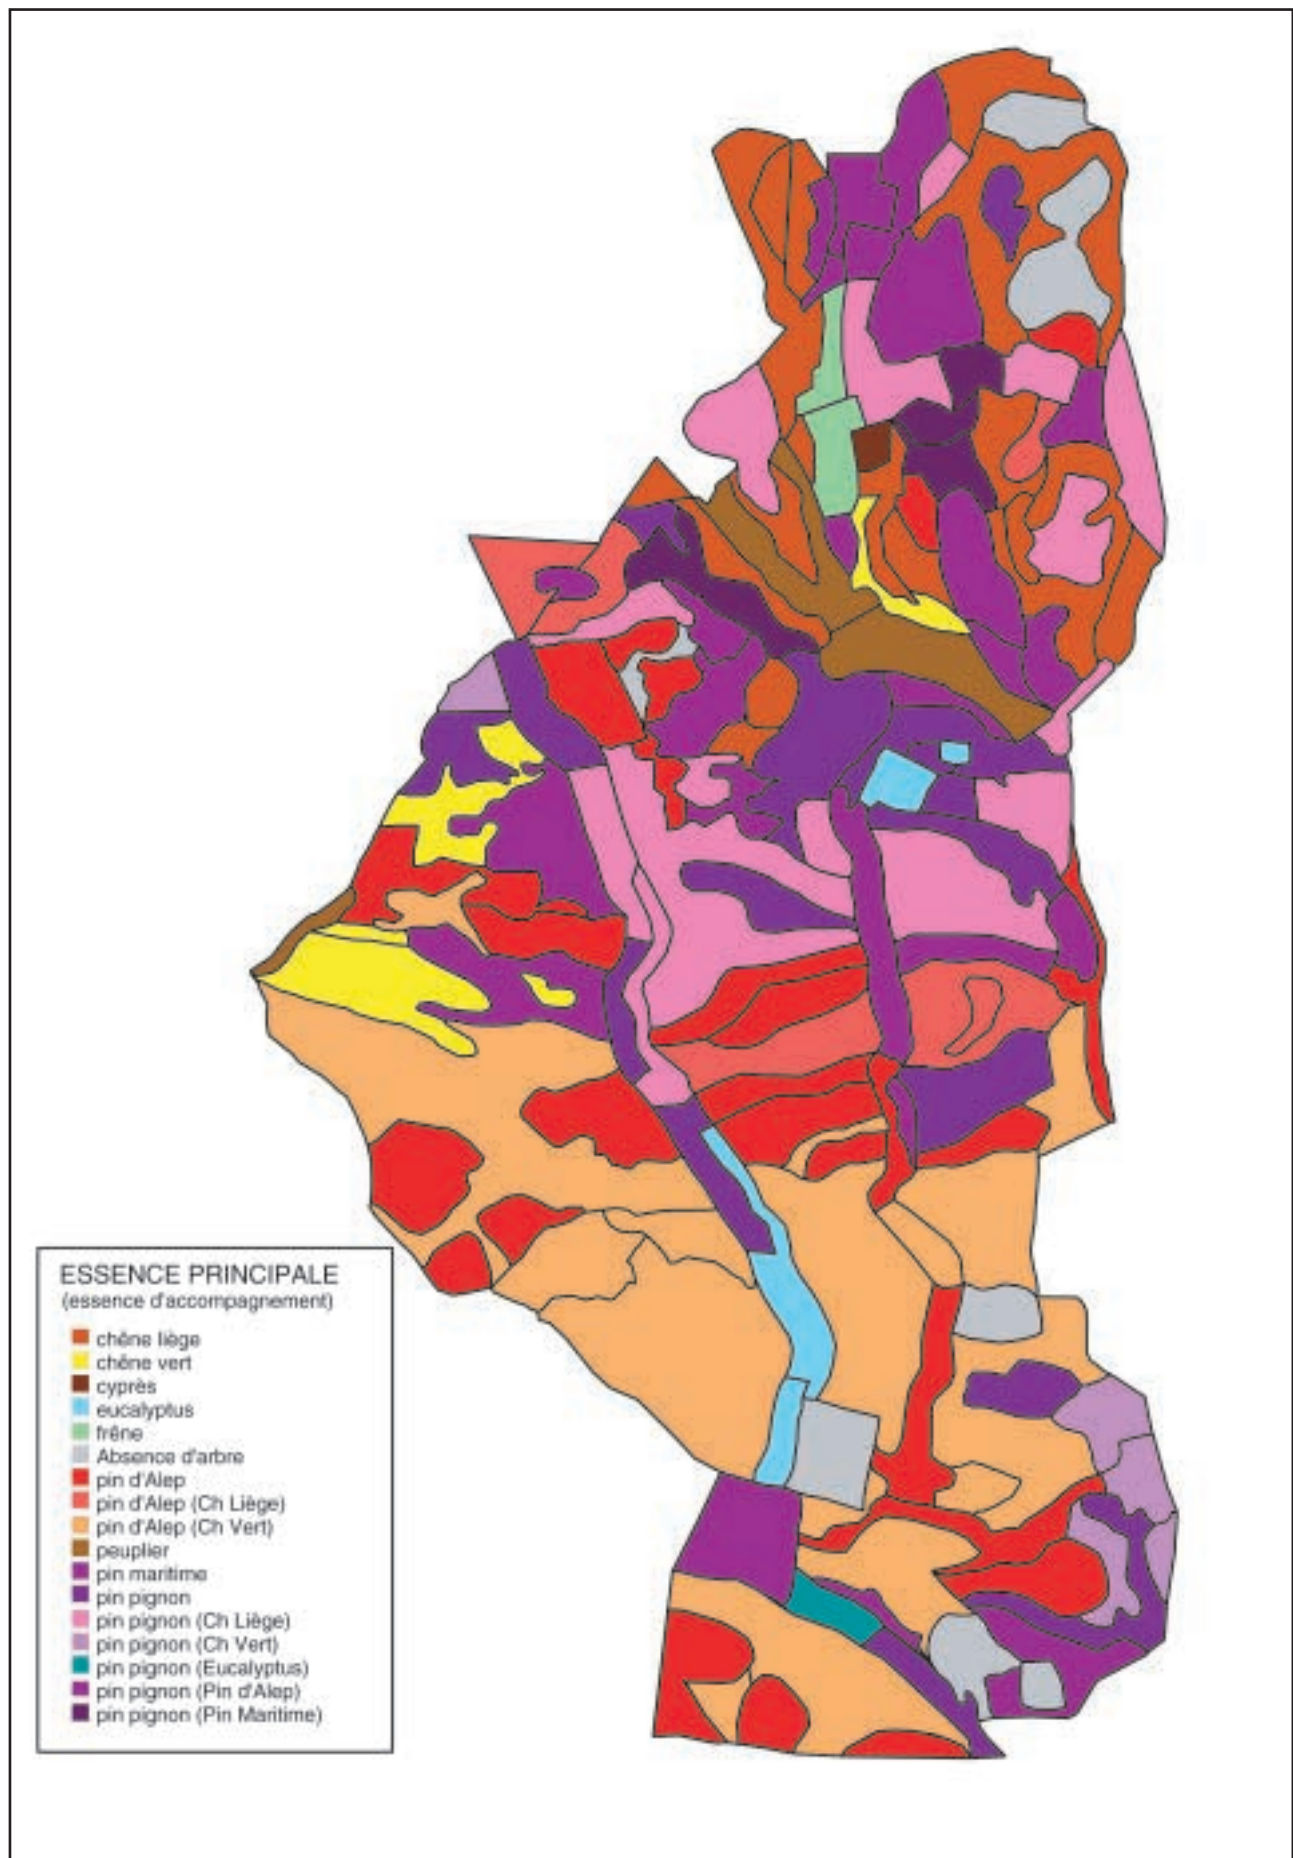 ESSENCE PRINCIPALE
(essence d'accompagnement)
chêne liège
chêne vert
cyprès
eucalyptus
frêne
Absence d'arbre
pin d'Alep
pin d'Alep (Ch Liège)
pin d'Alep (Ch Vert)
peuplier
pin maritime
pin pignon
pin pignon (Ch Liège)
pin pignon (Ch Vert)
pin pignon (Eucalyptus)
pin pignon (Pin d'Alep)
pin pignon (Pin Maritime)